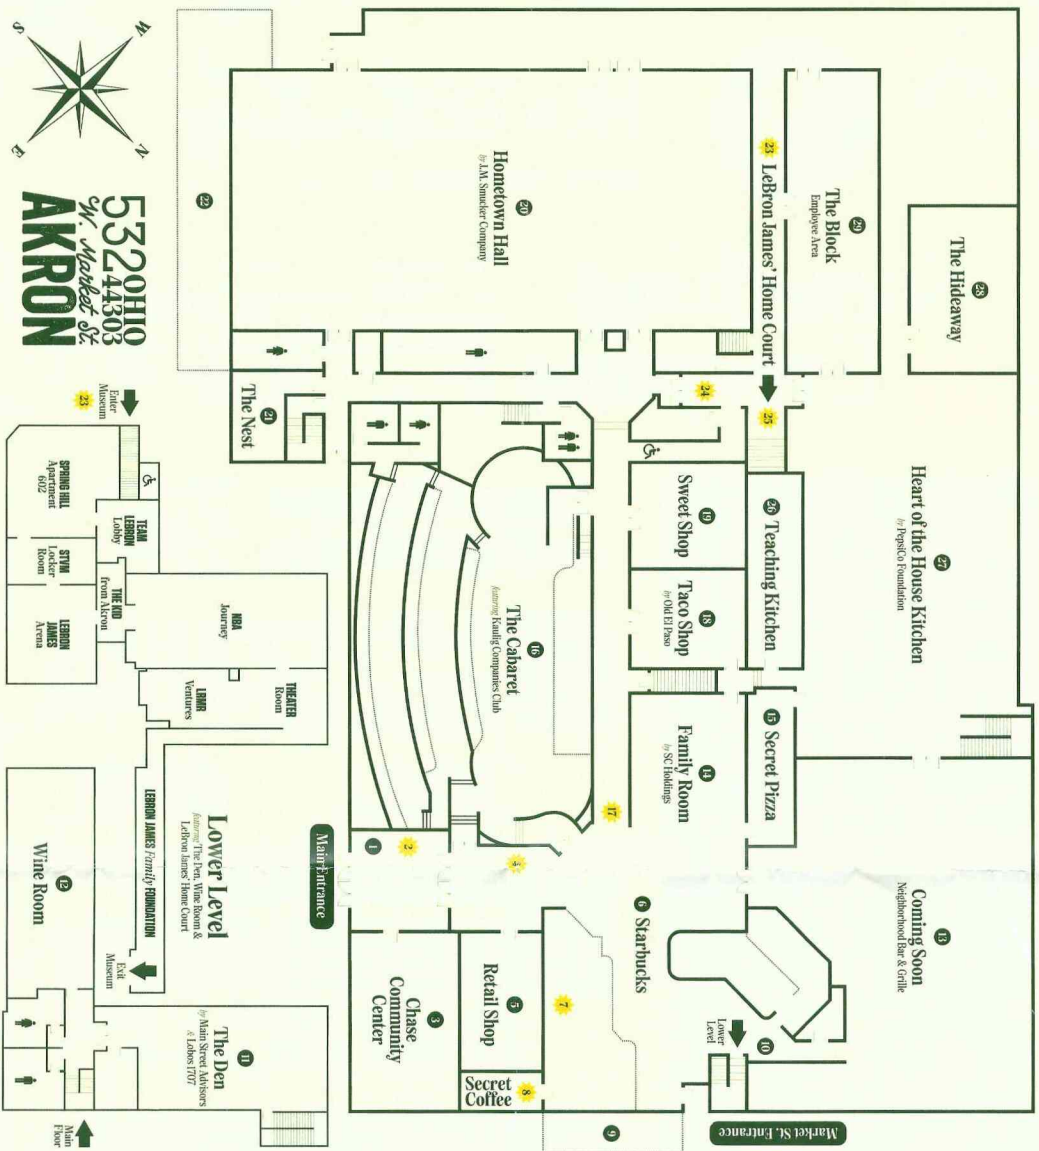 W
S
N
E
532 OHIO
44303
W. Market St.
AKRON
22
20
Hometown Hall
by J.M. Smucker Company
23 LeBron James' Home Court
29
The Block
Employee Area
28
The Hideaway
24
25
21
The Nest
27
Heart of the House Kitchen
by PepsiCo Foundation
26 Teaching Kitchen
19
Sweet Shop
18
Taco Shop
by Old El Paso
16
The Cabaret
featuring Kaulig Companies Club
15 Secret Pizza
14
Family Room
by SC Holdings
17
1
2
4
Main Entrance
13
Coming Soon
Neighborhood Bar & Grille
6 Starbucks
7
5
Retail Shop
3
Chase
Community
Center
8
Secret
Coffee
9
10
Lower
Level
Market St. Entrance
23
Enter
Museum
SPRING HILL
Apartment
602
TEAM
LEBRON
Lobby
STVM
Locker
Room
THE KID
from Akron
LEBRON
JAMES
Arena
NBA
Journey
THEATER
Room
LRMR
Ventures
LEBRON JAMES Family FOUNDATION
Lower Level
featuring The Den, Wine Room &
LeBron James' Home Court
Exit
Museum
12
Wine Room
11
The Den
by Main Street Advisors
& Lobos 1707
Main
Floor